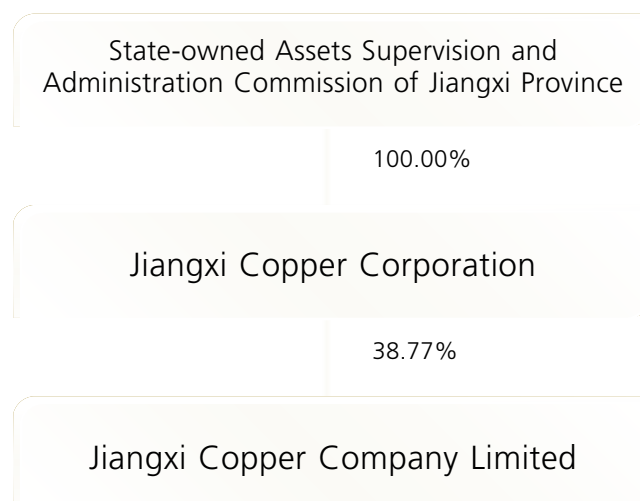 State-owned Assets Supervision and
Administration Commission of Jiangxi Province
100.00%
Jiangxi Copper Corporation
38.77%
Jiangxi Copper Company Limited